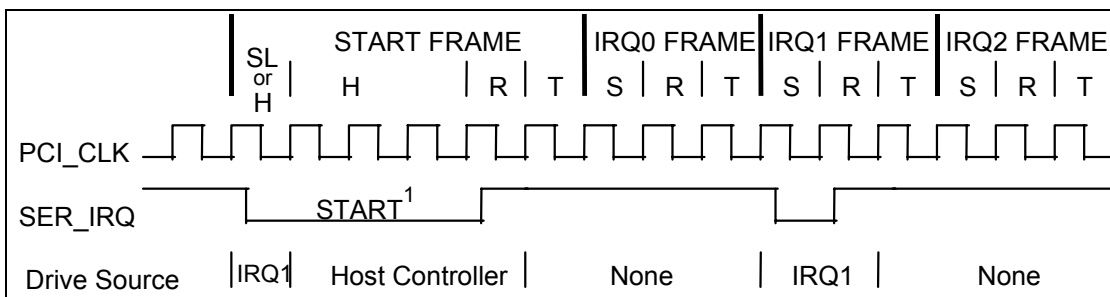 START FRAME IRQ0 FRAME IRQ1 FRAME IRQ2 FRAME
SL
or
H
H R T S R T S R T S R T
PCI_CLK
SER_IRQ START1
Drive Source IRQ1 Host Controller None IRQ1 None